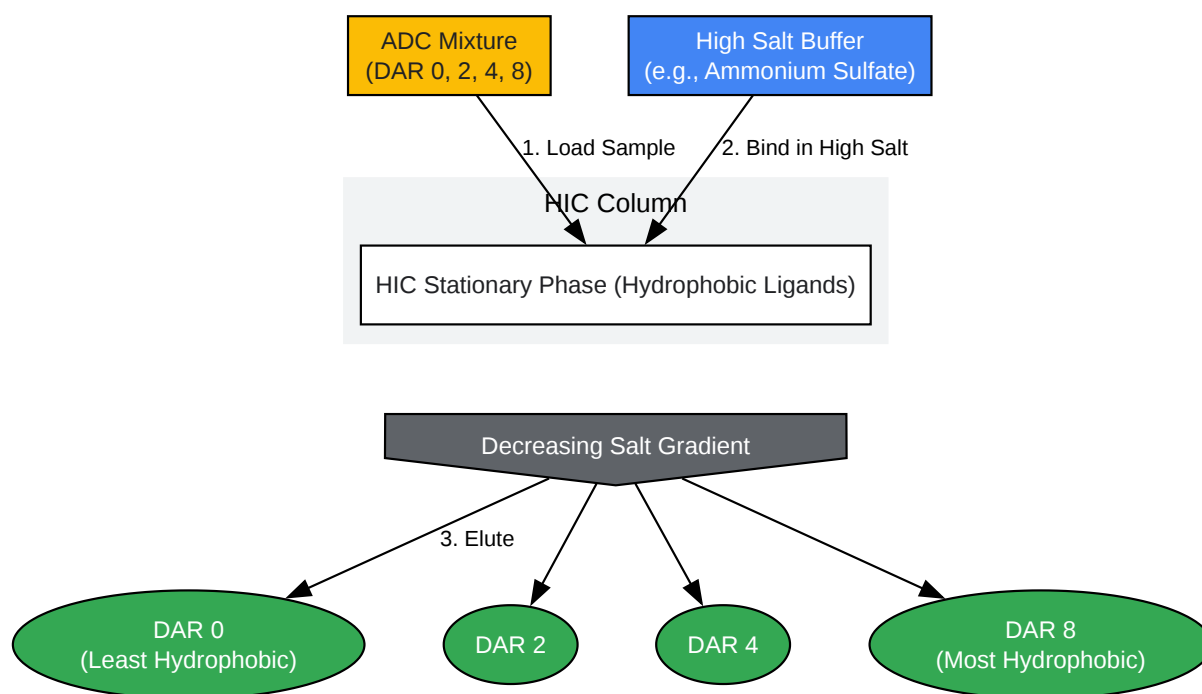 ADC Mixture
(DAR 0, 2, 4, 8)
High Salt Buffer
(e.g., Ammonium Sulfate)
1. Load Sample
2. Bind in High Salt
HIC Column
HIC Stationary Phase (Hydrophobic Ligands)
Decreasing Salt Gradient
3. Elute
DAR 0
(Least Hydrophobic)
DAR 2
DAR 4
DAR 8
(Most Hydrophobic)